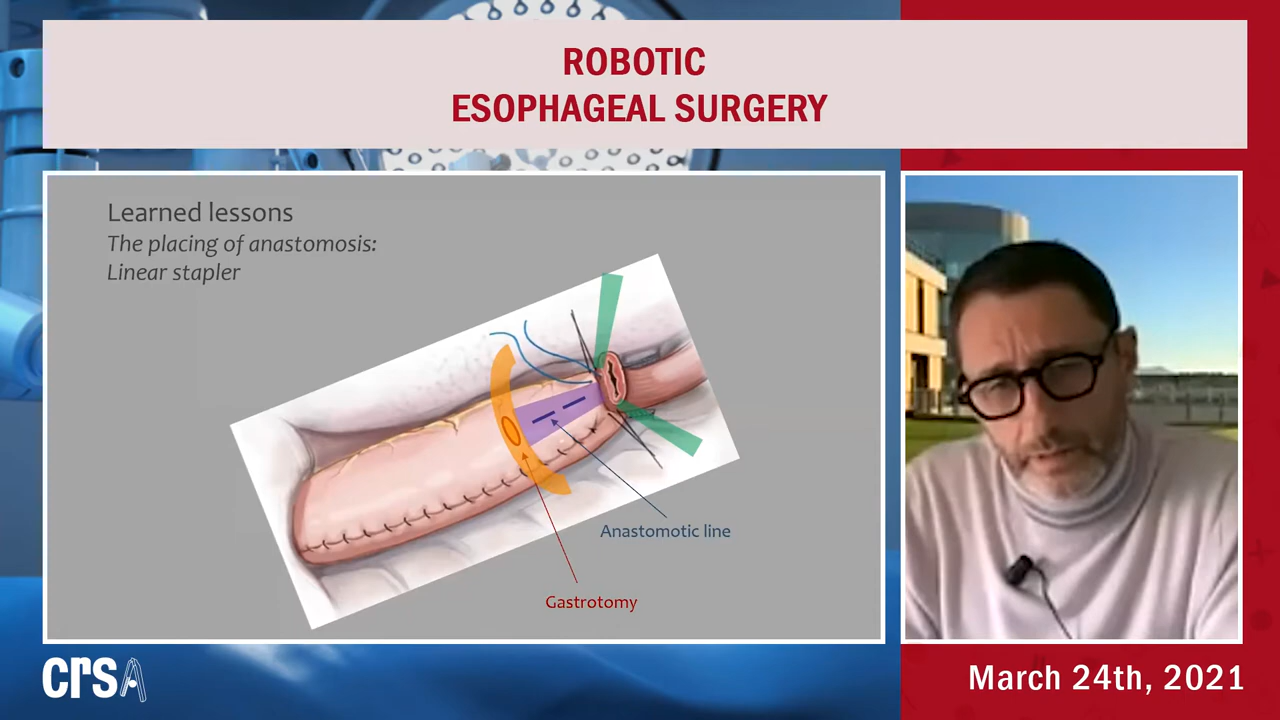 ROBOTIC
ESOPHAGEAL SURGERY
Learned lessons
The placing of anastomosis:
Linear stapler
Anastomotic line
Gastrotomy
crsA
March 24th, 2021